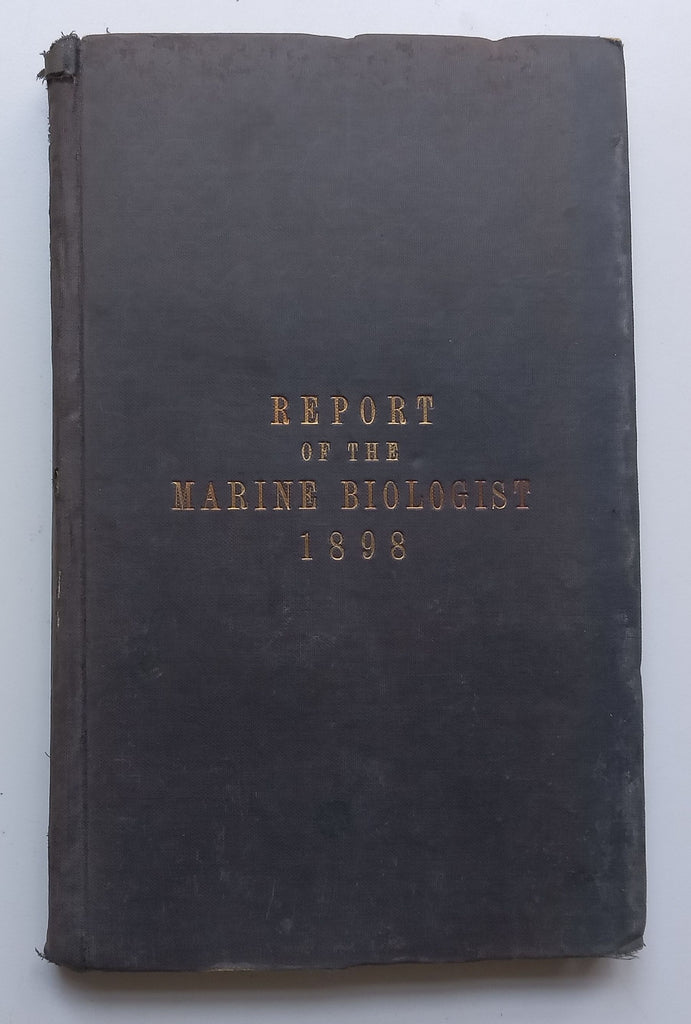 REPORT
OF THE
MARINE BIOLOGIST
1898